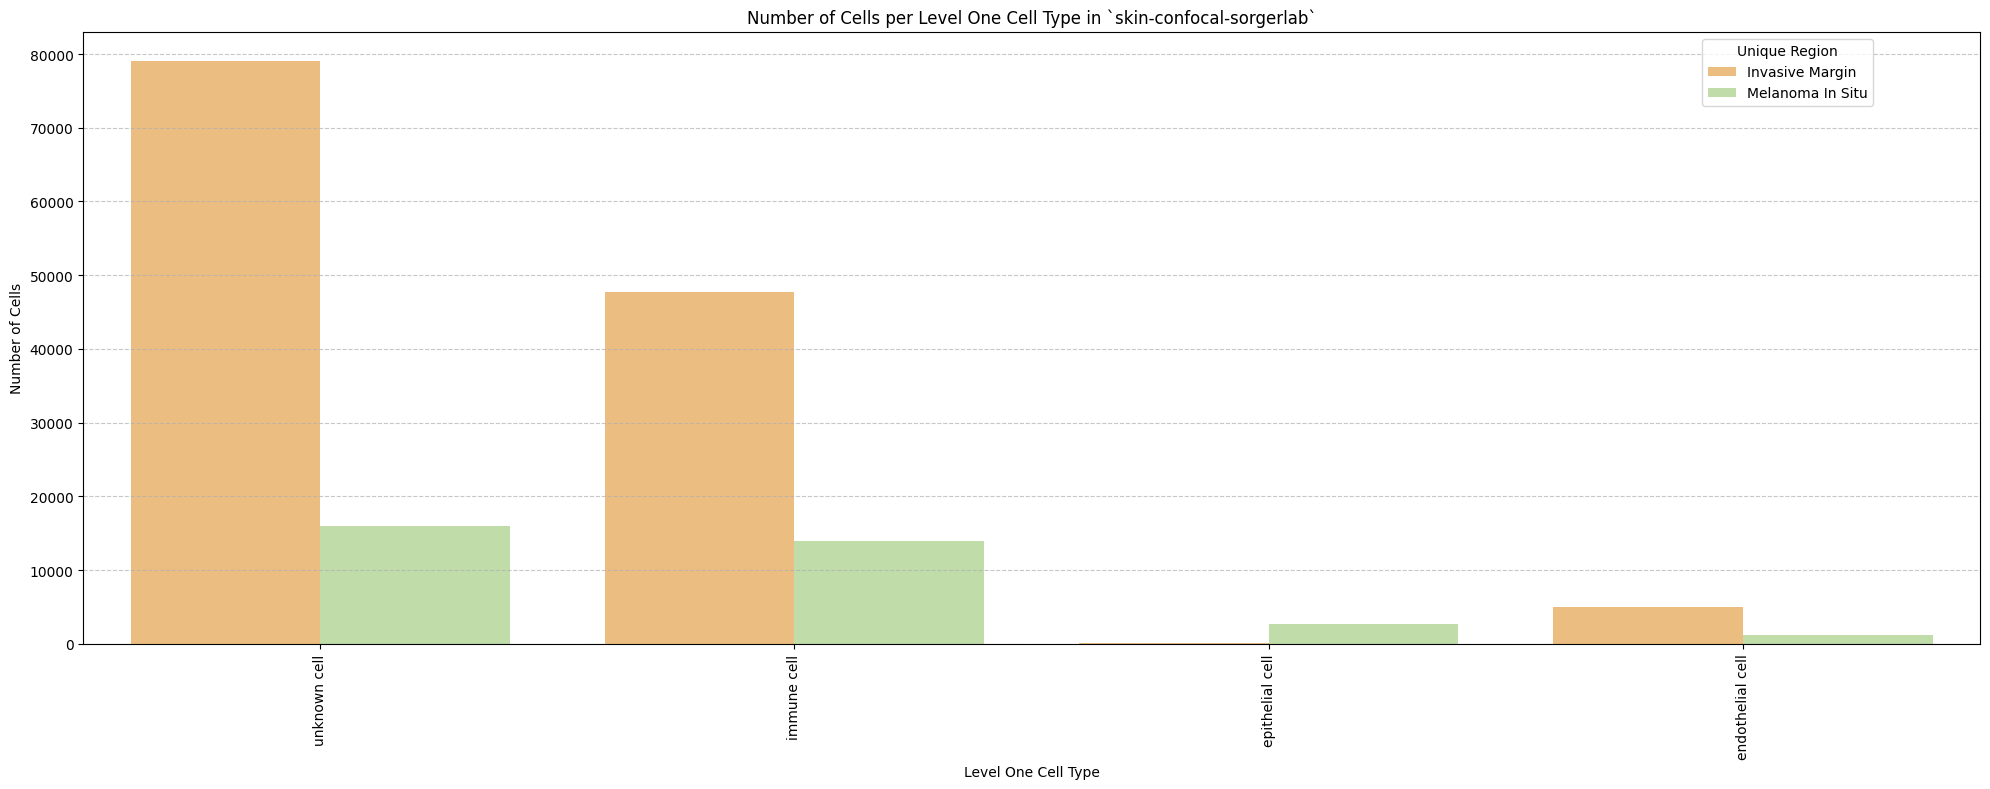 Number of Cells per Level One Cell Type in `skin-confocal-sorgerlab`
Unique Region
Invasive Margin
Melanoma In Situ
Number of Cells
80000
70000
60000
50000
40000
30000
20000
10000
0
unknown cell
immune cell
epithelial cell
endothelial cell
Level One Cell Type